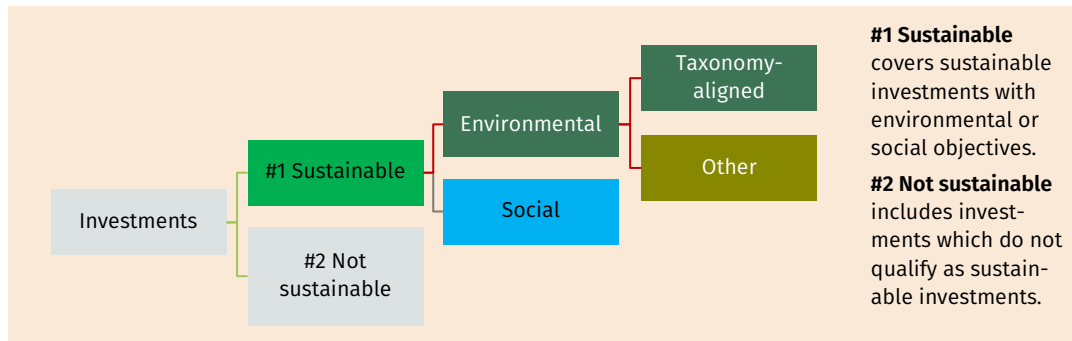 Investments
#1 Sustainable
#2 Not
sustainable
Environmental
Social
Taxonomy-
aligned
Other
#1 Sustainable
covers sustainable
investments with
environmental or
social objectives.
#2 Not sustainable
includes invest-
ments which do not
qualify as sustain-
able investments.